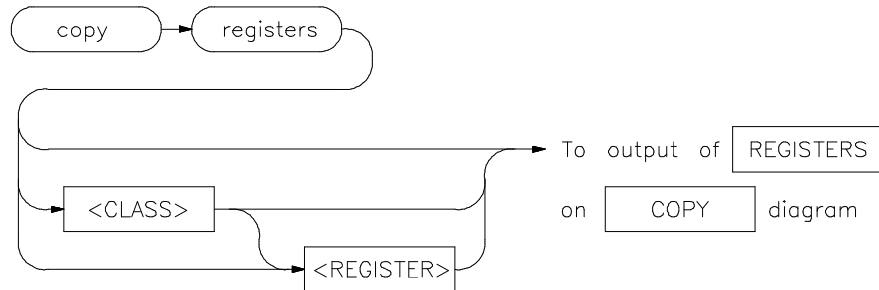 copy registers
To output of REGISTERS
<CLASS> on COPY diagram
<REGISTER>